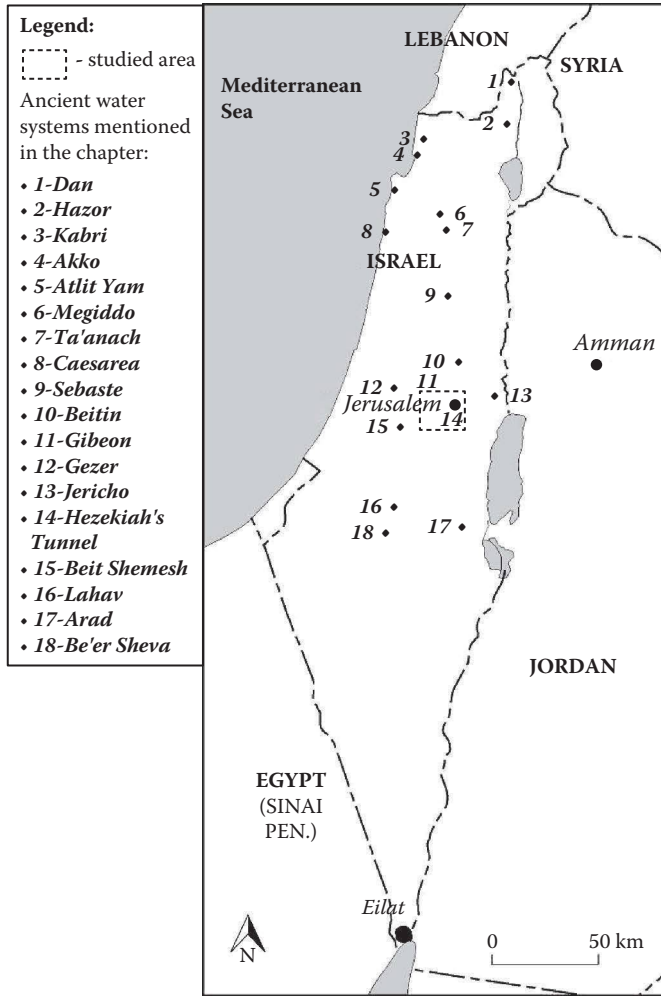 Legend:
- studied area
Ancient water
systems mentioned
in the chapter:
• 1-Dan
• 2-Hazor
• 3-Kabri
• 4-Akko
• 5-Atlit Yam
• 6-Megiddo
• 7-Ta'anach
• 8-Caesarea
• 9-Sebaste
• 10-Beitin
• 11-Gibeon
• 12-Gezer
• 13-Jericho
• 14-Hezekiah's
Tunnel
• 15-Beit Shemesh
• 16-Lahav
• 17-Arad
• 18-Be'er Sheva
LEBANON
SYRIA
Mediterranean
Sea
1
2
3
4
5
6
7
8
ISRAEL
9
10
Amman
11
12
13
Jerusalem
14
15
16
17
18
JORDAN
EGYPT
(SINAI
PEN.)
Eilat
N
0 50 km